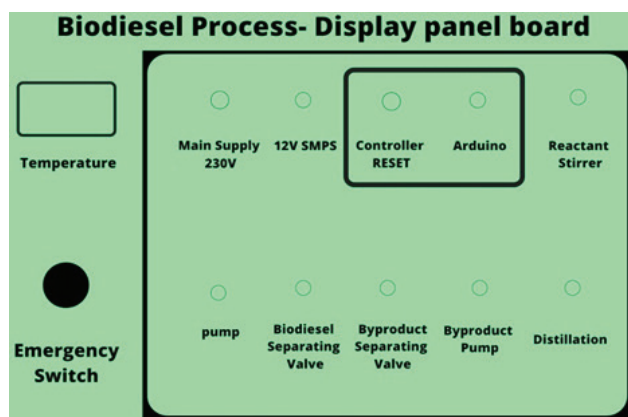 Biodiesel Process- Display panel board
Temperature
Emergency
Switch
Main Supply
230V
12V SMPS
Controller
RESET
Arduino
Reactant
Stirrer
pump
Biodiesel
Separating
Valve
Byproduct
Separating
Valve
Byproduct
Pump
Distillation